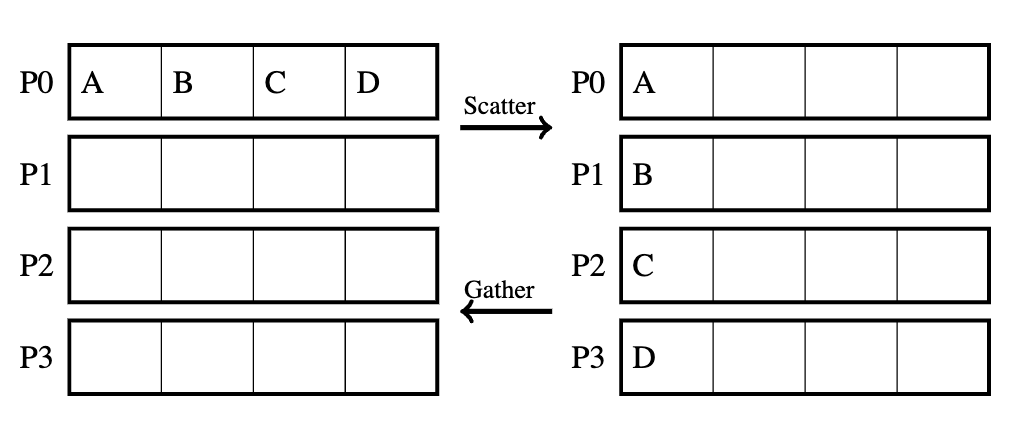 P0 A B C D
Scatter
P0 A
P1
P1 B
P2
Gather
P2 C
P3
P3 D